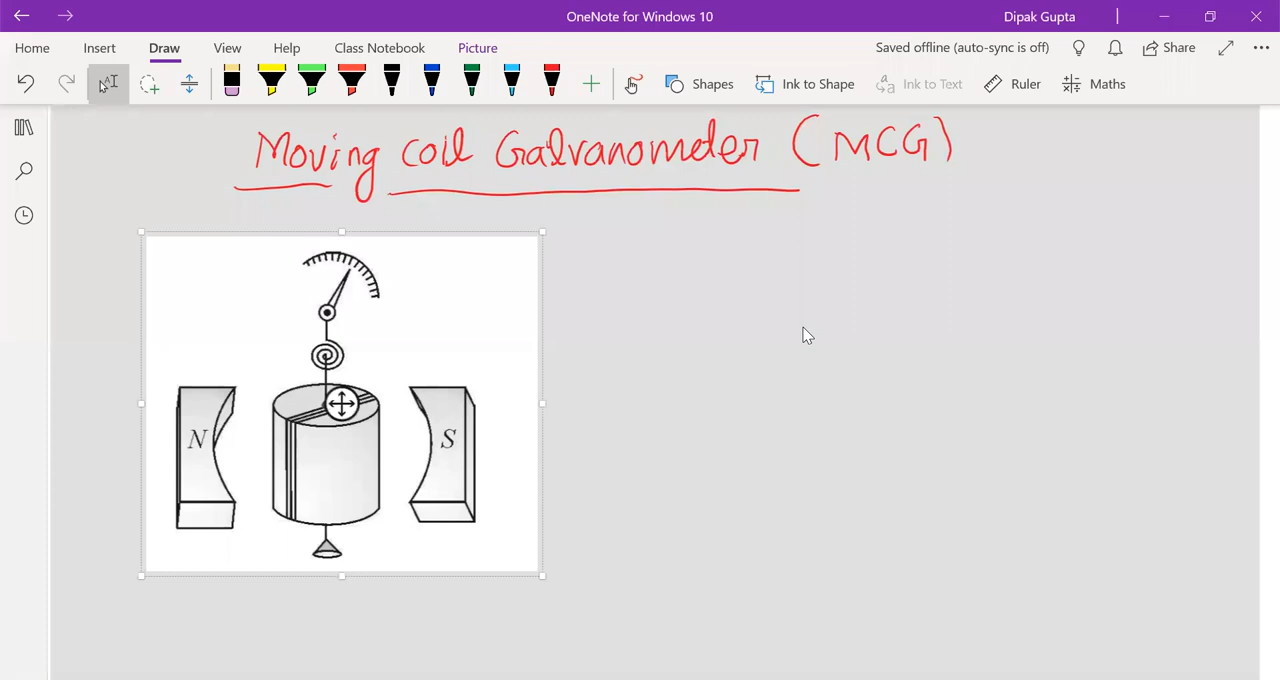 OneNote for Windows 10
Dipak Gupta
Home Insert Draw View Help Class Notebook Picture
Saved offline (auto-sync is off) Share
Shapes Ink to Shape Ink to Text Ruler Maths
Moving coil Galvanometer (MCG)
N S